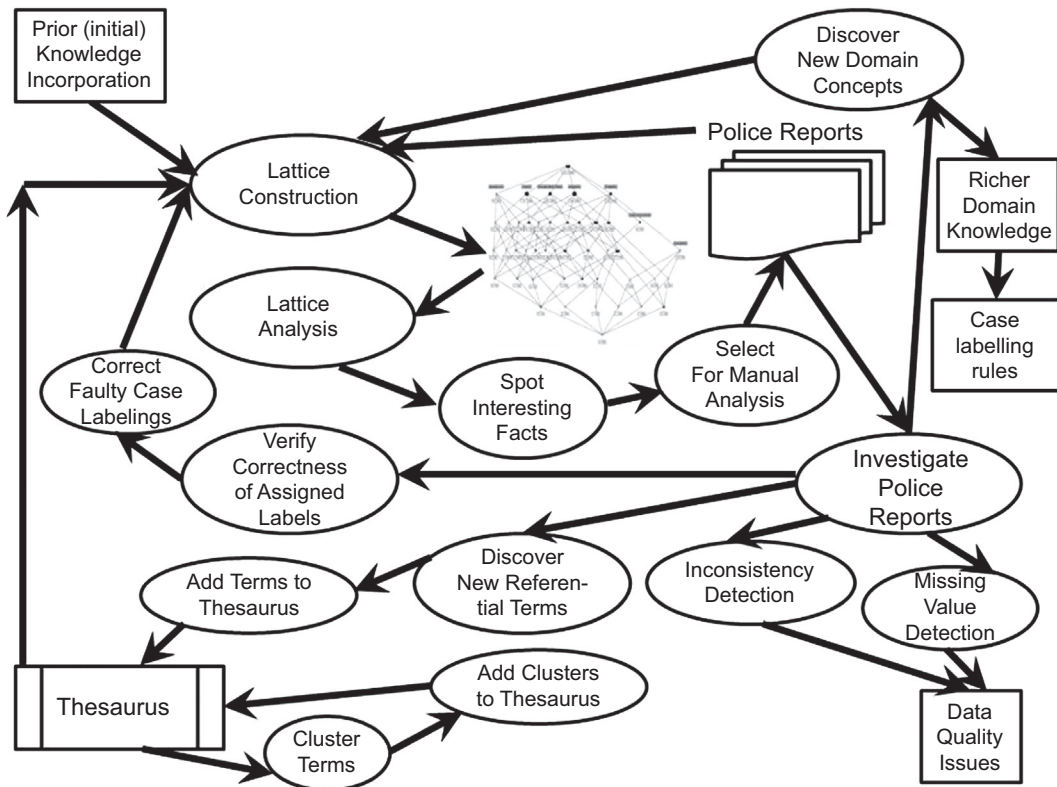 Prior (initial)
Knowledge
Incorporation
Discover
New Domain
Concepts
Police Reports
Lattice
Construction
Richer
Domain
Knowledge
Lattice
Analysis
Case
labelling
rules
Correct
Faulty Case
Labelings
Spot
Interesting
Facts
Select
For Manual
Analysis
Verify
Correctness
of Assigned
Labels
Investigate
Police
Reports
Add Terms to
Thesaurus
Discover
New Referen-
tial Terms
Inconsistency
Detection
Missing
Value
Detection
Thesaurus
Add Clusters
to Thesaurus
Cluster
Terms
Data
Quality
Issues